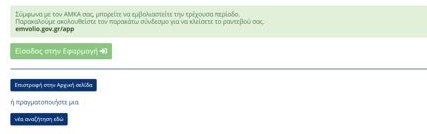 Σύμφωνα με τον ΑΜΚΑ σας, μπορείτε να εμβολιαστείτε την τρέχουσα περίοδο.
Παρακαλούμε ακολουθείστε τον παρακάτω σύνδεσμο για να κλείσετε το ραντεβού σας.
emvolio.gov.gr/app
Είσοδος στην Εφαρμογή
Επιστροφή στην Αρχική σελίδα
ή πραγματοποιήστε μια
νέα αναζήτηση εδώ